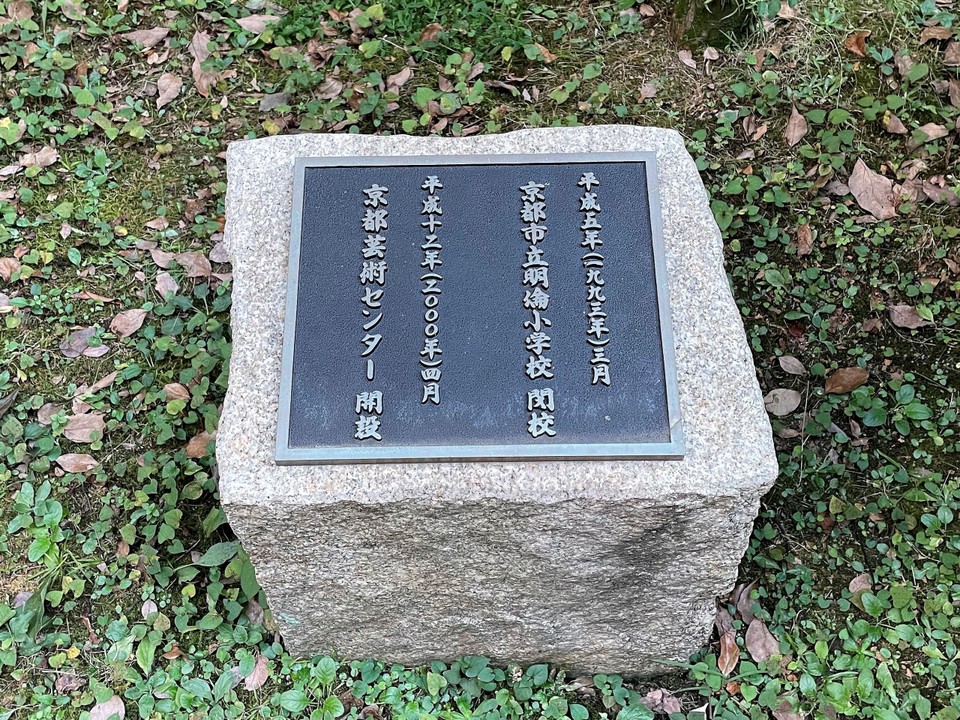 平成五年(一九九三年)三月
京都市立明倫小学校 閉校
平成十二年(二〇〇〇年)四月
京都芸術センター 開設